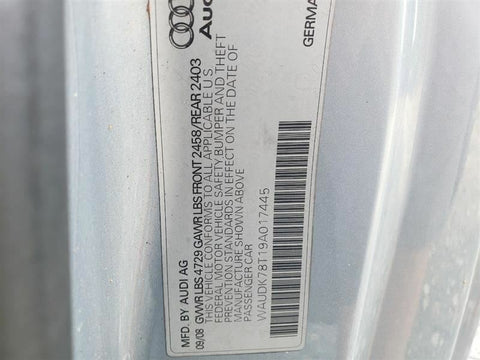 Aud
GERMA
MFD. BY AUDI AG
09/08 GVWR LBS 4729 GAWR LBS FRONT 2458/REAR 2403
THIS VEHICLE CONFORMS TO ALL APPLICABLE U.S
FEDERAL MOTOR VEHICLE SAFETY, BUMPER AND THEFT
PREVENTION STANDARDS IN EFFECT ON THE DATE OF
MANUFACTURE SHOWN ABOVE
PASSENGER CAR
WAUDK78T19A017445